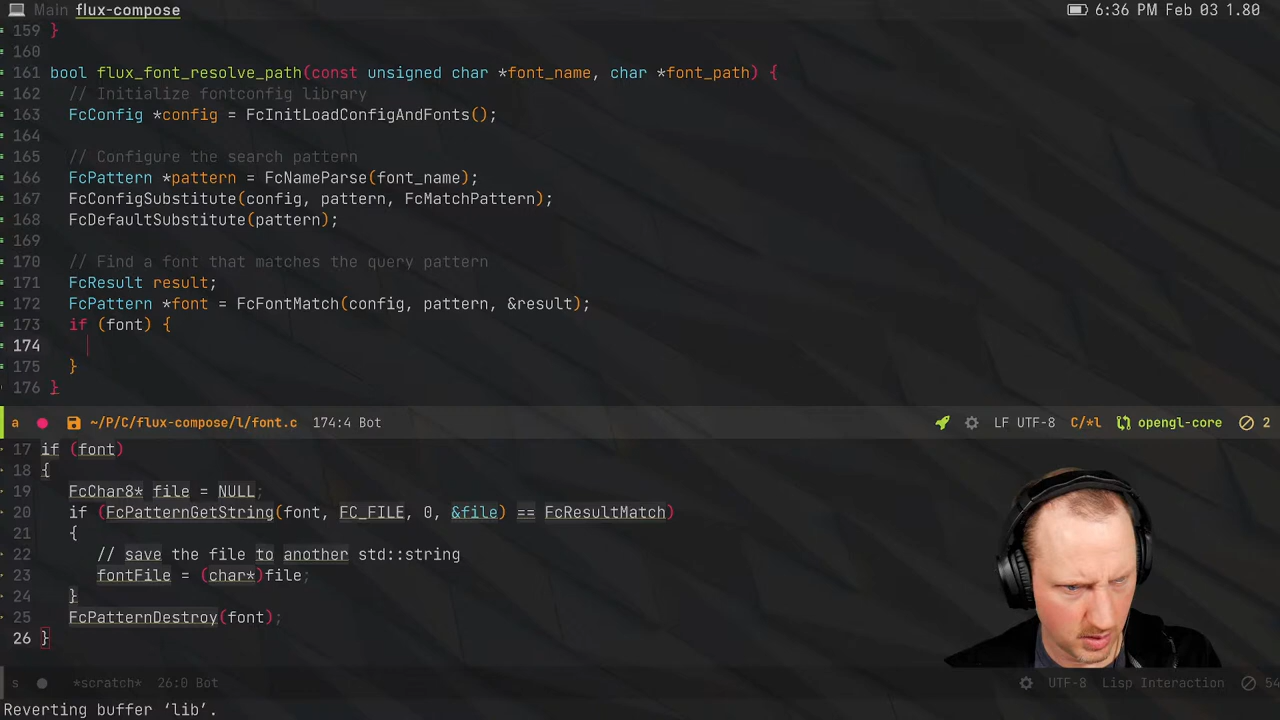 Main flux-compose 6:36 PM Feb 03 1.80
159 }
160
161 bool flux_font_resolve_path(const unsigned char *font_name, char *font_path) {
162 // Initialize fontconfig library
163 FcConfig *config = FcInitLoadConfigAndFonts();
164
165 // Configure the search pattern
166 FcPattern *pattern = FcNameParse(font_name);
167 FcConfigSubstitute(config, pattern, FcMatchPattern);
168 FcDefaultSubstitute(pattern);
169
170 // Find a font that matches the query pattern
171 FcResult result;
172 FcPattern *font = FcFontMatch(config, pattern, &result);
173 if (font) {
174
175 }
176 }
a ~/P/C/flux-compose/l/font.c 174:4 Bot LF UTF-8 C/*l opengl-core 2
17 if (font)
18 {
19 FcChar8* file = NULL;
20 if (FcPatternGetString(font, FC_FILE, 0, &file) == FcResultMatch)
21 {
22 // save the file to another std::string
23 fontFile = (char*)file;
24 }
25 FcPatternDestroy(font);
26 }
s *scratch* 26:0 Bot UTF-8 Lisp Interaction 54
Reverting buffer ‘lib’.